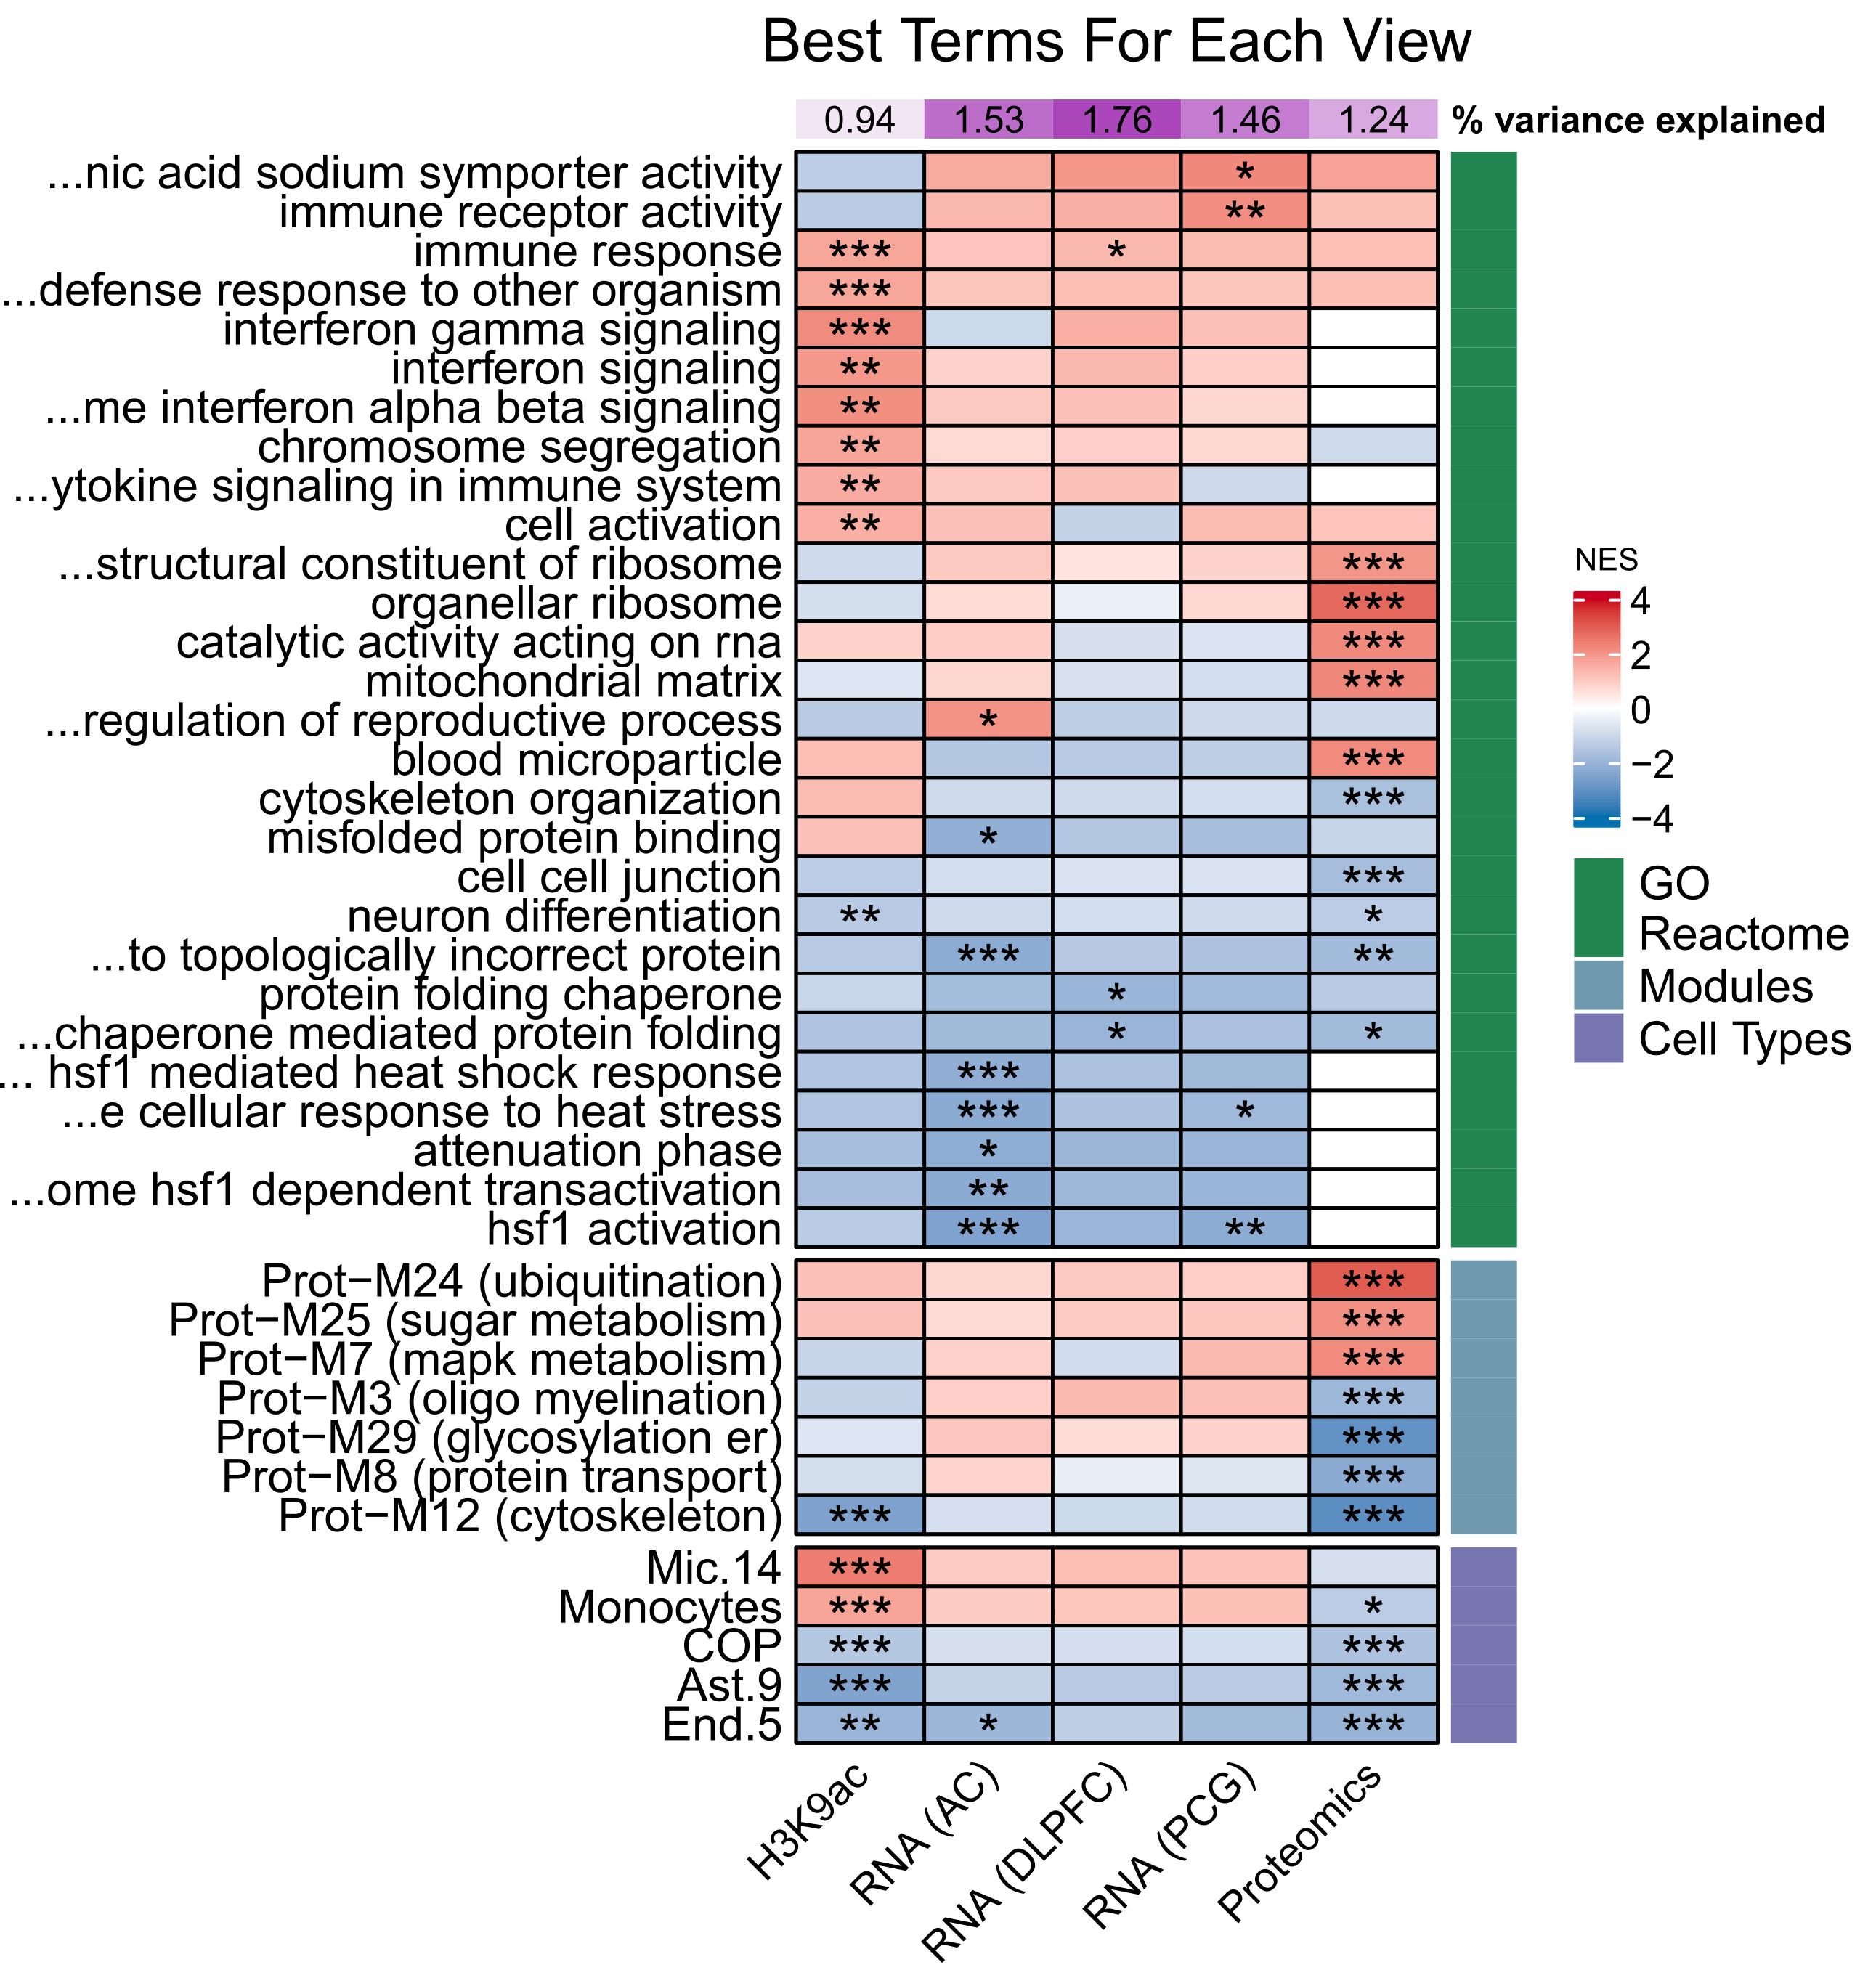 Best Terms For Each View
0.94 1.53 1.76 1.46 1.24 % variance explained
...nic acid sodium symporter activity *
immune receptor activity **
immune response *** *
...defense response to other organism ***
interferon gamma signaling ***
interferon signaling **
...me interferon alpha beta signaling **
chromosome segregation **
...ytokine signaling in immune system **
cell activation **
...structural constituent of ribosome ***
organellar ribosome ***
catalytic activity acting on rna ***
mitochondrial matrix ***
...regulation of reproductive process *
blood microparticle ***
cytoskeleton organization ***
misfolded protein binding *
cell cell junction ***
neuron differentiation ** *
...to topologically incorrect protein *** **
protein folding chaperone *
...chaperone mediated protein folding * *
... hsf1 mediated heat shock response ***
...e cellular response to heat stress *** *
attenuation phase *
...ome hsf1 dependent transactivation **
hsf1 activation *** **
Prot−M24 (ubiquitination) ***
Prot−M25 (sugar metabolism) ***
Prot−M7 (mapk metabolism) ***
Prot−M3 (oligo myelination) ***
Prot−M29 (glycosylation er) ***
Prot−M8 (protein transport) ***
Prot−M12 (cytoskeleton) *** ***
Mic.14 ***
Monocytes *** *
COP *** ***
Ast.9 *** ***
End.5 ** * ***
H3K9ac
RNA (AC)
RNA (DLPFC)
RNA (PCG)
Proteomics
NES
4
2
0
−2
−4
GO
Reactome
Modules
Cell Types